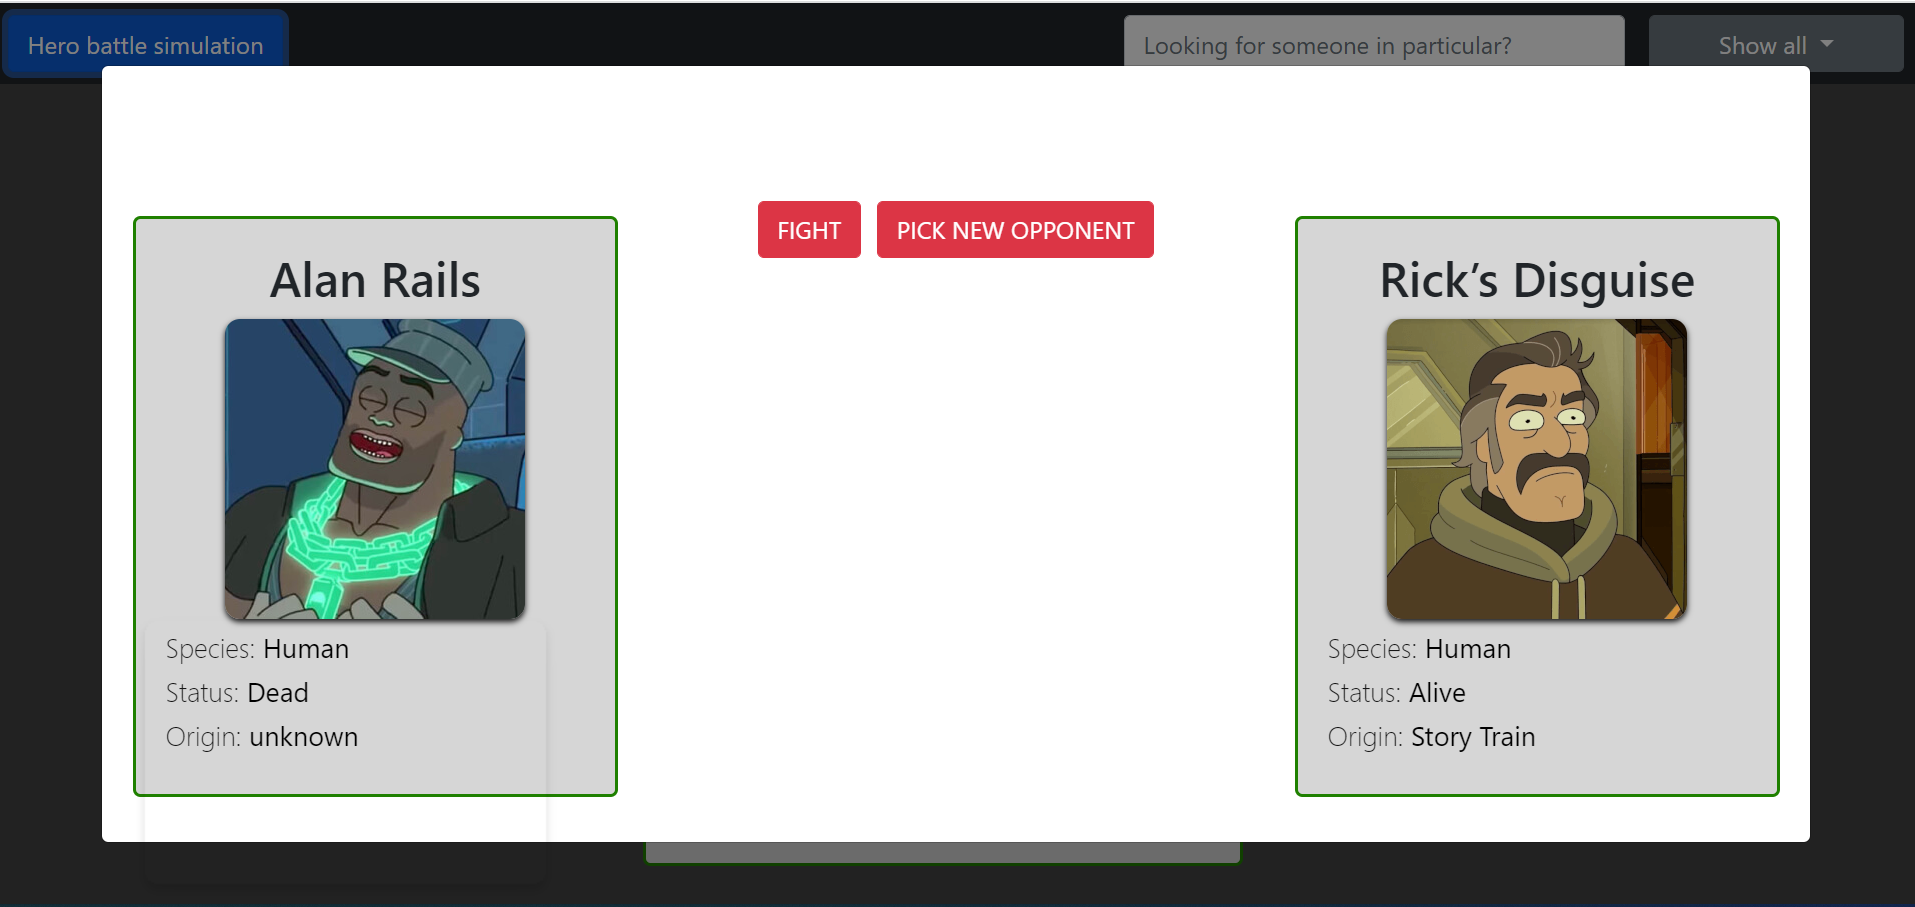 Hero battle simulation
Looking for someone in particular?
Show all
FIGHT
PICK NEW OPPONENT
Alan Rails
Species: Human
Status: Dead
Origin: unknown
Rick’s Disguise
Species: Human
Status: Alive
Origin: Story Train